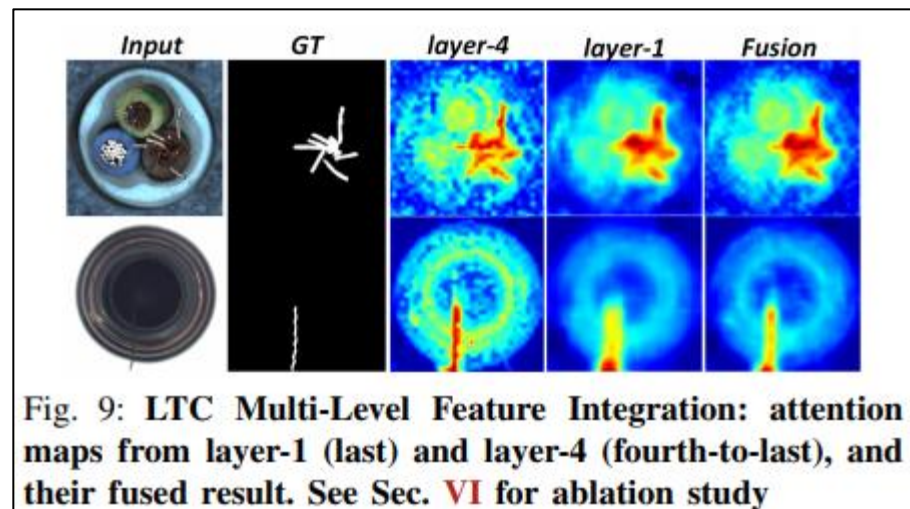 Input GT layer-4 layer-1 Fusion
Fig. 9: LTC Multi-Level Feature Integration: attention
maps from layer-1 (last) and layer-4 (fourth-to-last), and
their fused result. See Sec. VI for ablation study